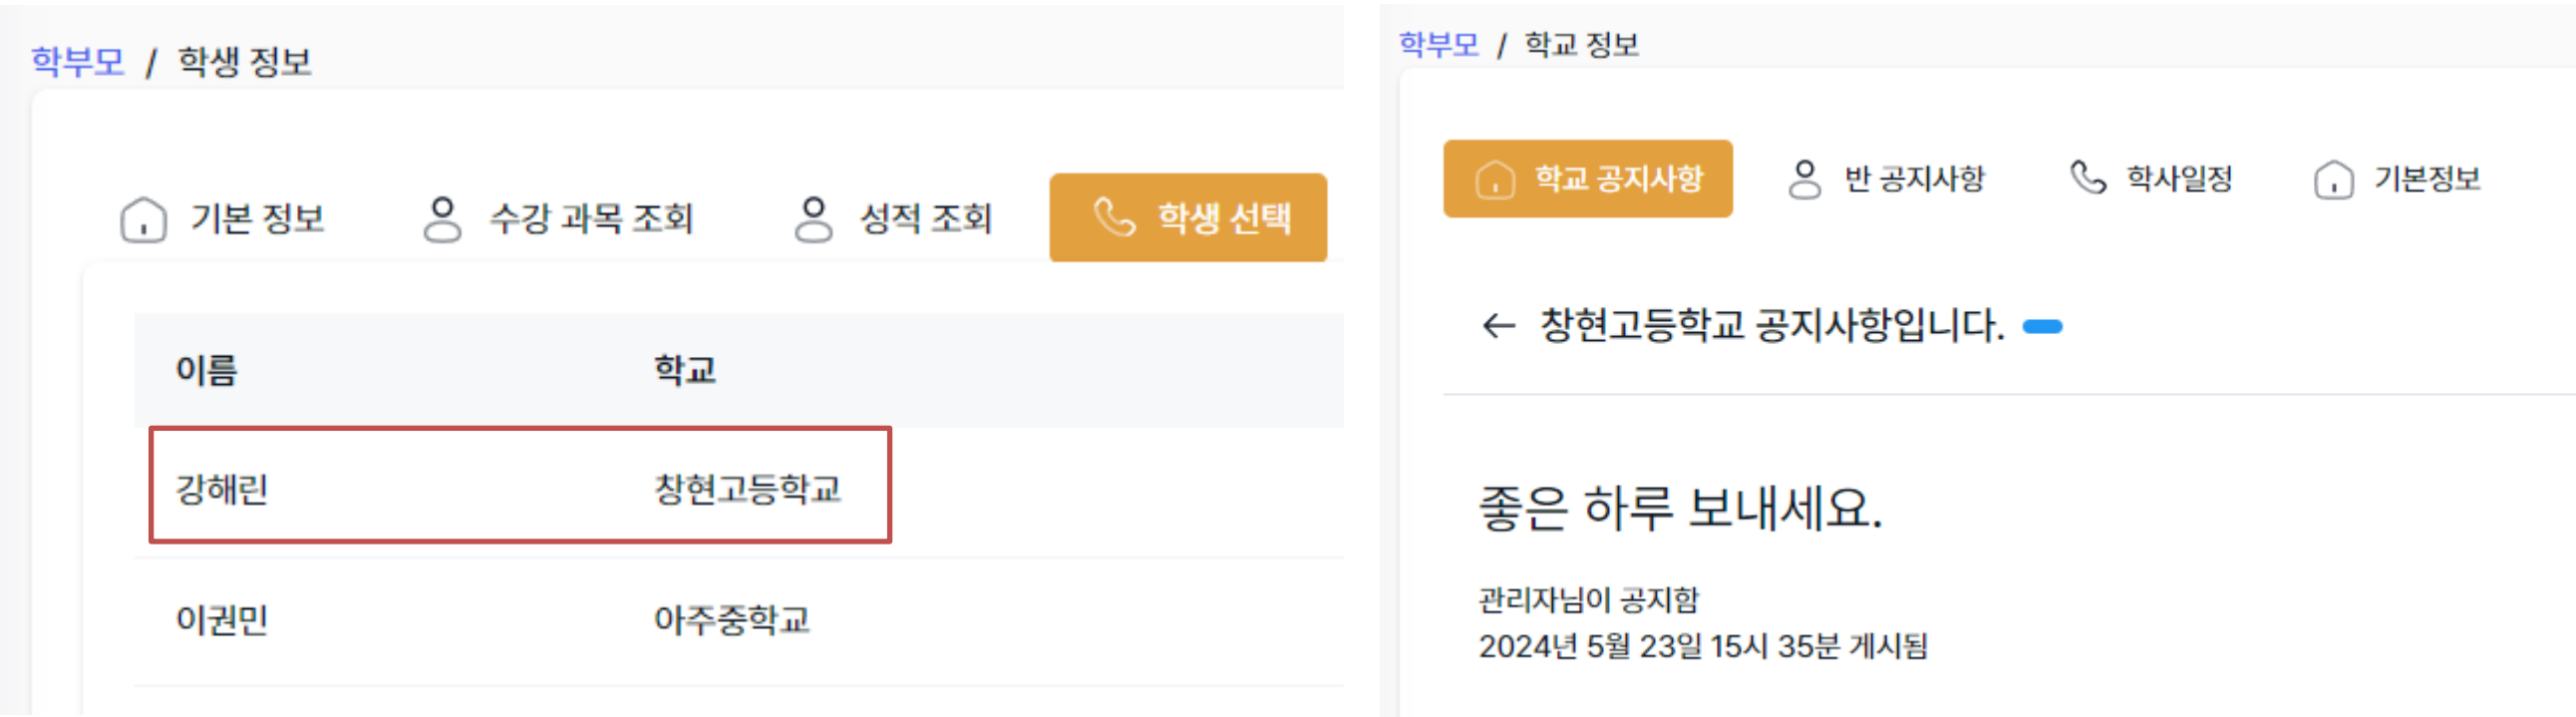 학부모 / 학생 정보
기본 정보 수강 과목 조회 성적 조회 학생 선택
이름 학교
강해린 창현고등학교
이권민 아주중학교
학부모 / 학교 정보
학교 공지사항 반 공지사항 학사일정 기본정보
← 창현고등학교 공지사항입니다.
좋은 하루 보내세요.
관리자님이 공지함
2024년 5월 23일 15시 35분 게시됨